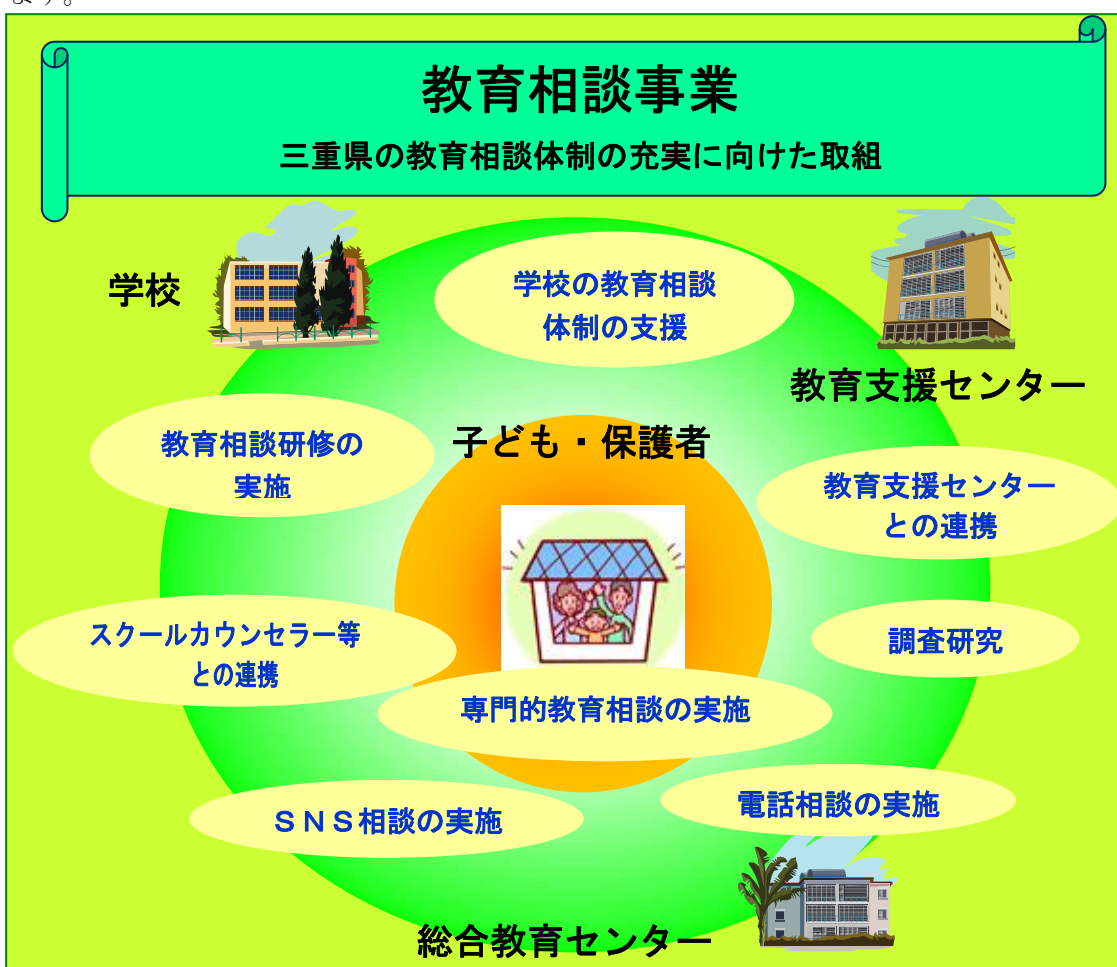 ます。
教育相談事業
三重県の教育相談体制の充実に向けた取組
学校
学校の教育相談
体制の支援
教育支援センター
教育相談研修の
実施
子ども・保護者
教育支援センター
との連携
スクールカウンセラー等
との連携
調査研究
専門的教育相談の実施
ＳＮＳ相談の実施
電話相談の実施
総合教育センター